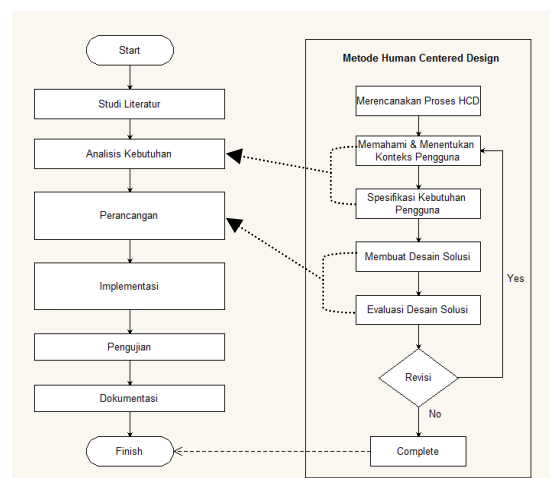 Start
Studi Literatur
Analisis Kebutuhan
Perancangan
Implementasi
Pengujian
Dokumentasi
Finish
Metode Human Centered Design
Merencanakan Proses HCD
Memahami & Menentukan
Konteks Pengguna
Spesifikasi Kebutuhan
Pengguna
Membuat Desain Solusi
Evaluasi Desain Solusi
Revisi
Yes
No
Complete